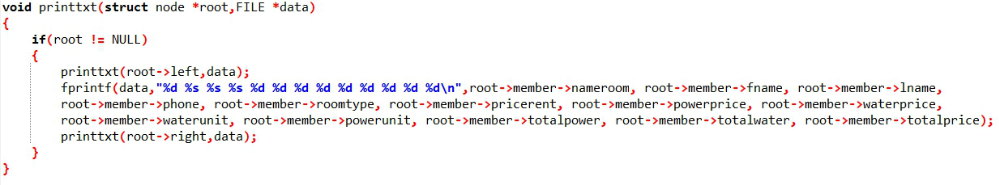 void printtxt(struct node *root,FILE *data)
{
    if(root != NULL)
    {
        printtxt(root->left,data);
        fprintf(data,"%d %s %s %s %d %d %d %d %d %d %d %d %d\n",root->member->nameroom, root->member->fname, root->member->lname,
        root->member->phone, root->member->roomtype, root->member->pricerent, root->member->powerprice, root->member->waterprice,
        root->member->waterunit, root->member->powerunit, root->member->totalpower, root->member->totalwater, root->member->totalprice);
        printtxt(root->right,data);
    }
}